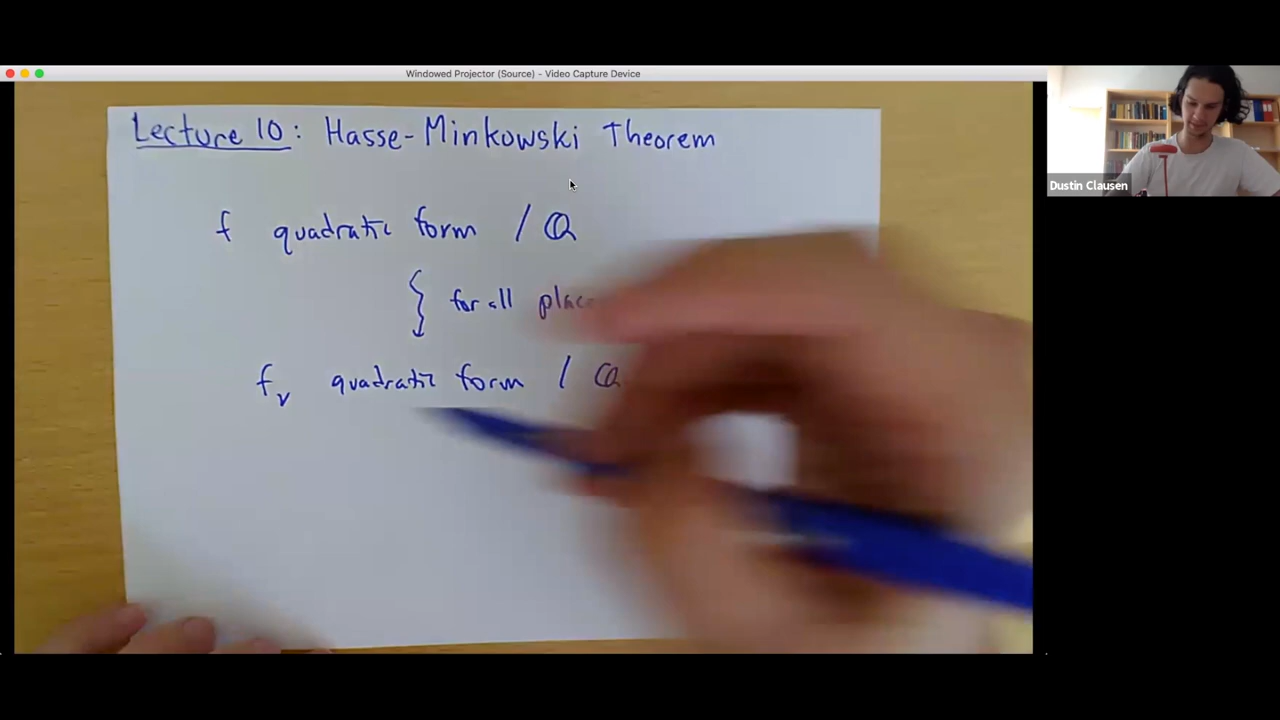 Windowed Projector (Source) - Video Capture Device
Lecture 10: Hasse-Minkowski Theorem
f quadratic form / ℚ
for all
f_v quadratic form / ℚ
Dustin Clausen